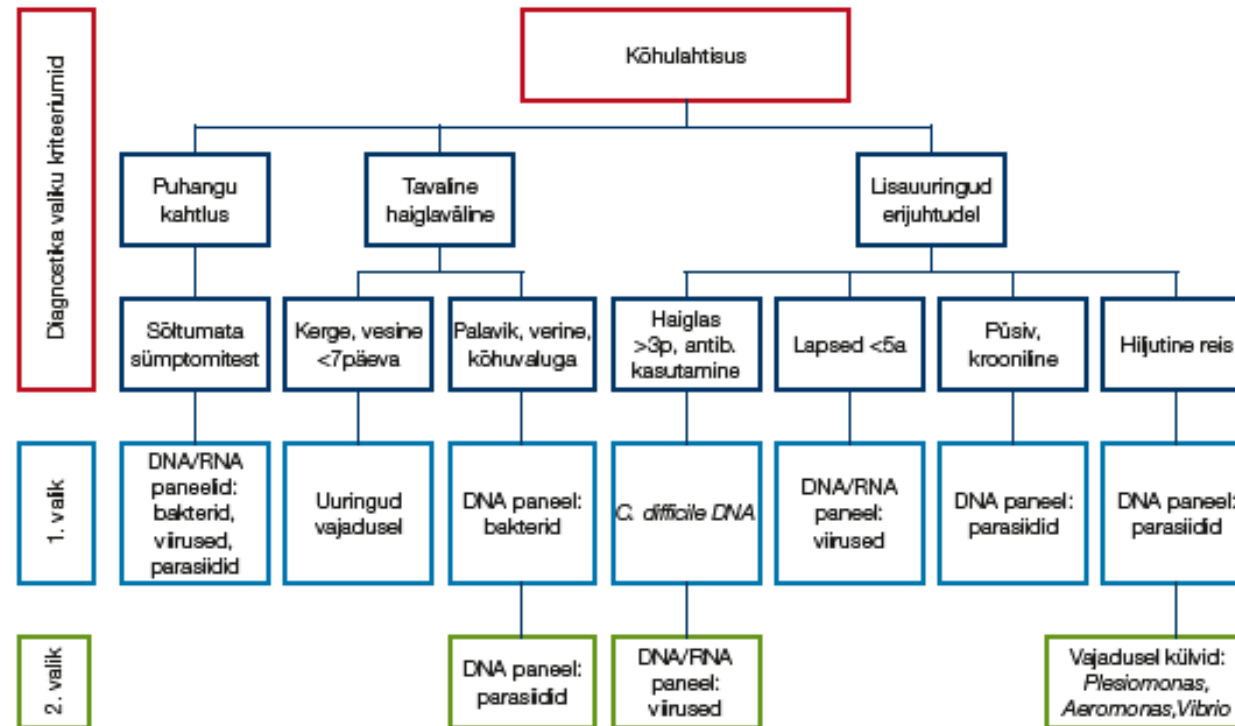 Diagnostika valiku kriteeriumid
Kõhulahtisus
Puhangu
kahtlus
Tavaline
haiglaväline
Lisauuringud
erijuhtudel
Sõltumata
sümptomitest
Kerge, vesine
<7päeva
Palavik, verine,
kõhuvaluga
Haiglas
>3p, antib.
kasutamine
Lapsed <5a
Püsiv,
krooniline
Hiljutine reis
1. valik
DNA/RNA
paneelid:
bakterid,
viirused,
parasiidid
Uuringud
vajadusel
DNA paneel:
bakterid
C. difficile DNA
DNA/RNA
paneel:
viirused
DNA paneel:
parasiidid
DNA paneel:
parasiidid
2. valik
DNA paneel:
parasiidid
DNA/RNA
paneel:
viirused
Vajadusel külvid:
Plesiomonas,
Aeromonas,Vibrio